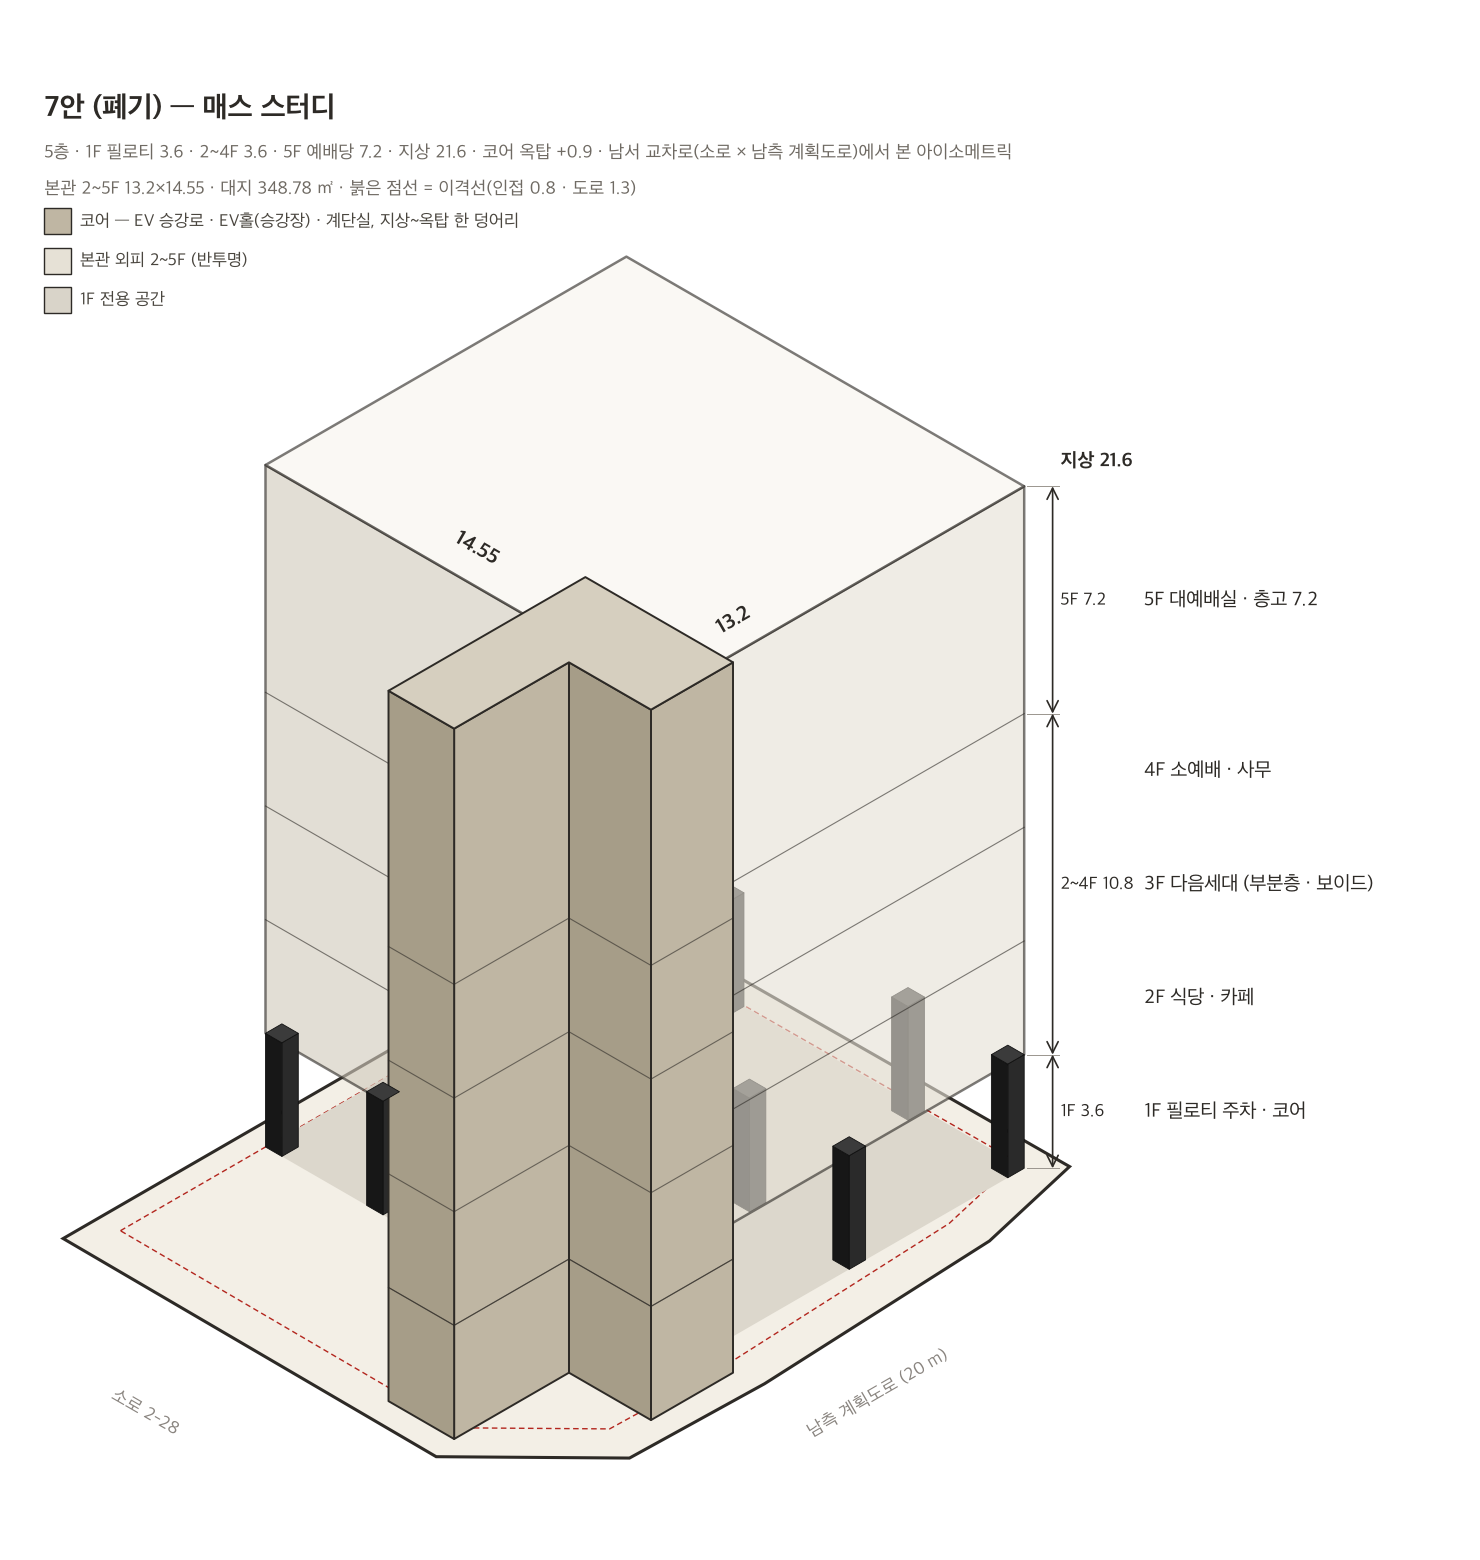 7안 (폐기) — 매스 스터디
5층 · 1F 필로티 3.6 · 2~4F 3.6 · 5F 예배당 7.2 · 지상 21.6 · 코어 옥탑 +0.9 · 남서 교차로(소로 × 남측 계획도로)에서 본 아이소메트릭
본관 2~5F 13.2×14.55 · 대지 348.78 ㎡ · 붉은 점선 = 이격선(인접 0.8 · 도로 1.3)
코어 — EV 승강로 · EV홀(승강장) · 계단실, 지상~옥탑 한 덩어리
본관 외피 2~5F (반투명)
1F 전용 공간
지상 21.6
14.55
13.2
5F 7.2
5F 대예배실 · 층고 7.2
4F 소예배 · 사무
2~4F 10.8
3F 다음세대 (부분층 · 보이드)
2F 식당 · 카페
1F 3.6
1F 필로티 주차 · 코어
소로 2-28
남측 계획도로 (20 m)